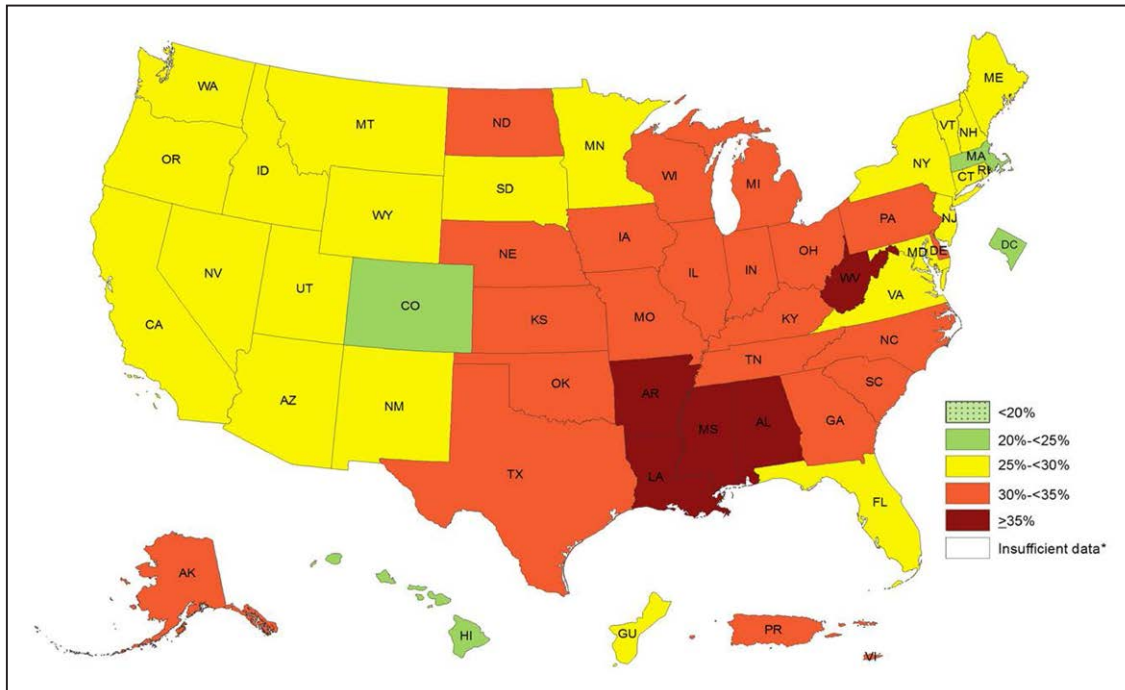 WA
MT
ND
MN
ME
VT
NH
OR
ID
SD
WI
MI
NY
MA
CT
RI
WY
NE
IA
PA
NJ
NV
UT
CO
IL
IN
OH
WV
MD
DE
DC
CA
KS
MO
KY
VA
AZ
NM
OK
AR
TN
NC
SC
MS
AL
GA
TX
LA
FL
AK
HI
GU
PR
VI
<20%
20%-<25%
25%-<30%
30%-<35%
≥35%
Insufficient data*